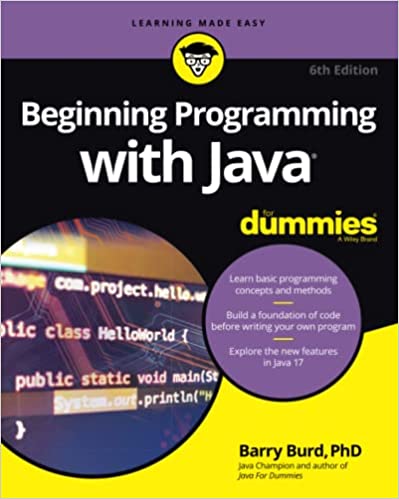 LEARNING MADE EASY
6th Edition
Beginning Programming
with Java®
for
dummies®
A Wiley Brand
com.project.hello.
public class HelloWorld {
public static void main(St
System.out.println("H
}
Learn basic programming
concepts and methods
Build a foundation of code
before writing your own program
Explore the new features
in Java 17
Barry Burd, PhD
Java Champion and author of
Java For Dummies